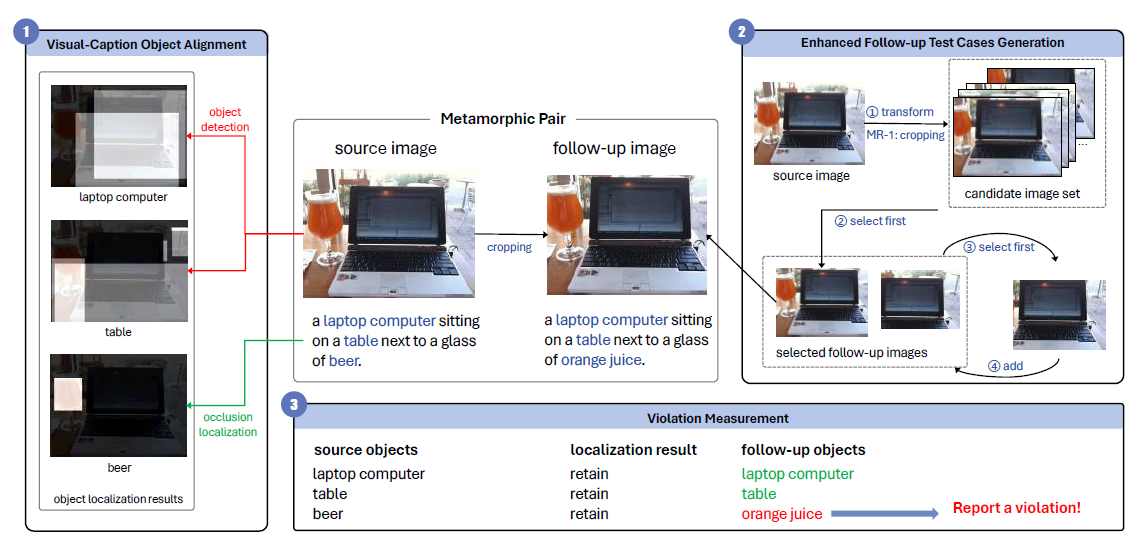 1
Visual-Caption Object Alignment
object
detection
laptop computer
table
beer
occlusion
localization
object localization results
Metamorphic Pair
source image
follow-up image
cropping
a laptop computer sitting
on a table next to a glass
of beer.
a laptop computer sitting
on a table next to a glass
of orange juice.
2
Enhanced Follow-up Test Cases Generation
① transform
MR-1: cropping
source image
...
candidate image set
② select first
③ select first
selected follow-up images
④ add
3
Violation Measurement
source objects localization result follow-up objects
laptop computer retain laptop computer
table retain table
beer retain orange juice Report a violation!